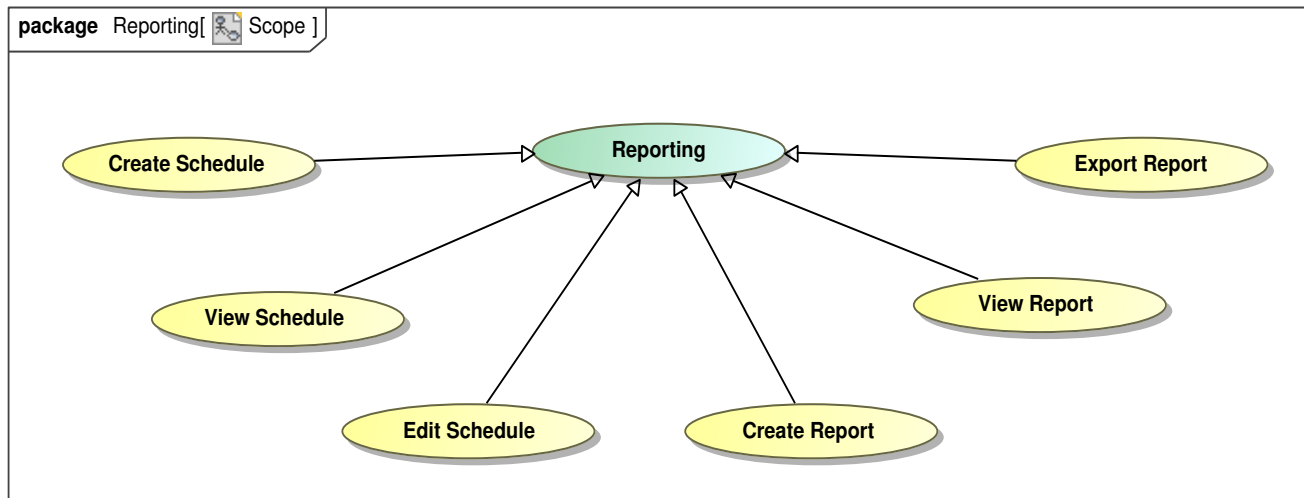 package Reporting[ Scope ]
Reporting
Create Schedule
Export Report
View Schedule
View Report
Edit Schedule
Create Report